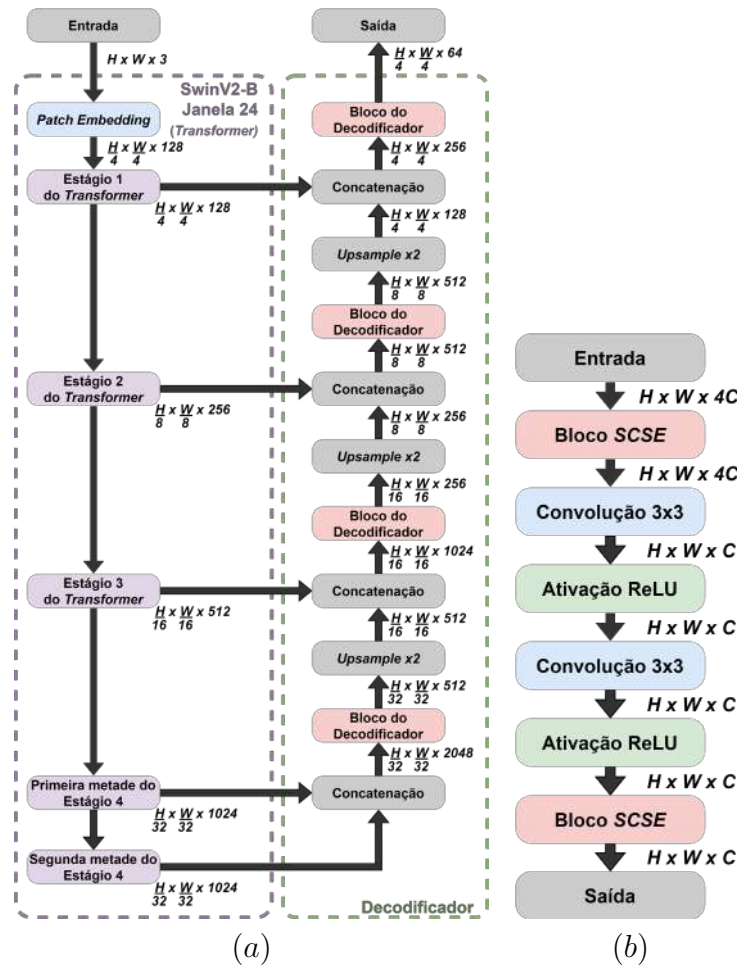 Entrada
H x W x 3
SwinV2-B
Janela 24
(Transformer)
Patch Embedding
H x W x 128
4 4
Estágio 1
do Transformer
H x W x 128
4 4
Estágio 2
do Transformer
H x W x 256
8 8
Estágio 3
do Transformer
H x W x 512
16 16
Primeira metade do
Estágio 4
H x W x 1024
32 32
Segunda metade do
Estágio 4
H x W x 1024
32 32
Saída
H x W x 64
4 4
Bloco do
Decodificador
H x W x 256
4 4
Concatenação
H x W x 128
4 4
Upsample x2
H x W x 512
8 8
Bloco do
Decodificador
H x W x 512
8 8
Concatenação
H x W x 256
8 8
Upsample x2
H x W x 256
16 16
Bloco do
Decodificador
H x W x 1024
16 16
Concatenação
H x W x 512
16 16
Upsample x2
H x W x 512
32 32
Bloco do
Decodificador
H x W x 2048
32 32
Concatenação
Decodificador
(a)
Entrada
H x W x 4C
Bloco SCSE
H x W x 4C
Convolução 3x3
H x W x C
Ativação ReLU
H x W x C
Convolução 3x3
H x W x C
Ativação ReLU
H x W x C
Bloco SCSE
H x W x C
Saída
(b)